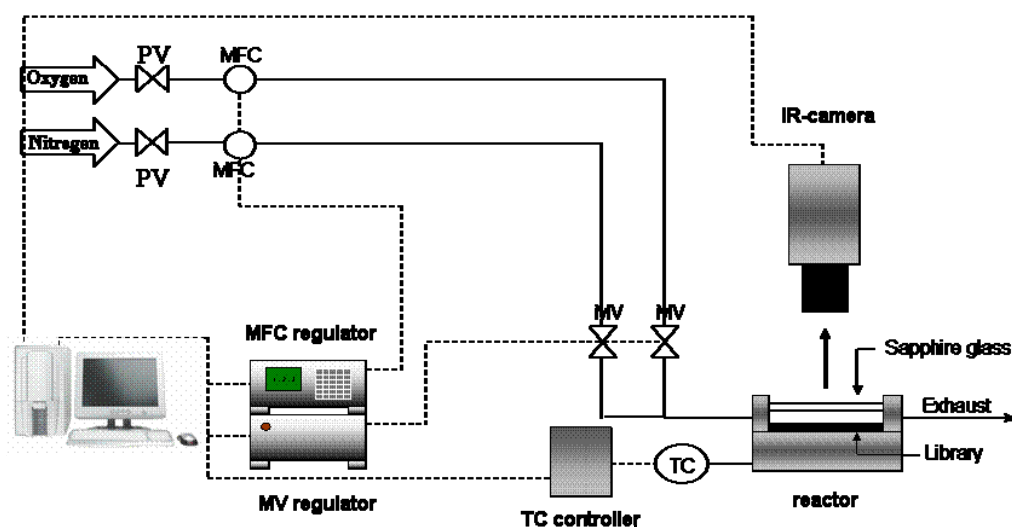 PV
MFC
Oxygen
IR-camera
Nitrogen
PV
MFC
MV
MV
MFC regulator
Sapphire glass
Exhaust
Library
TC
reactor
MV regulator
TC controller